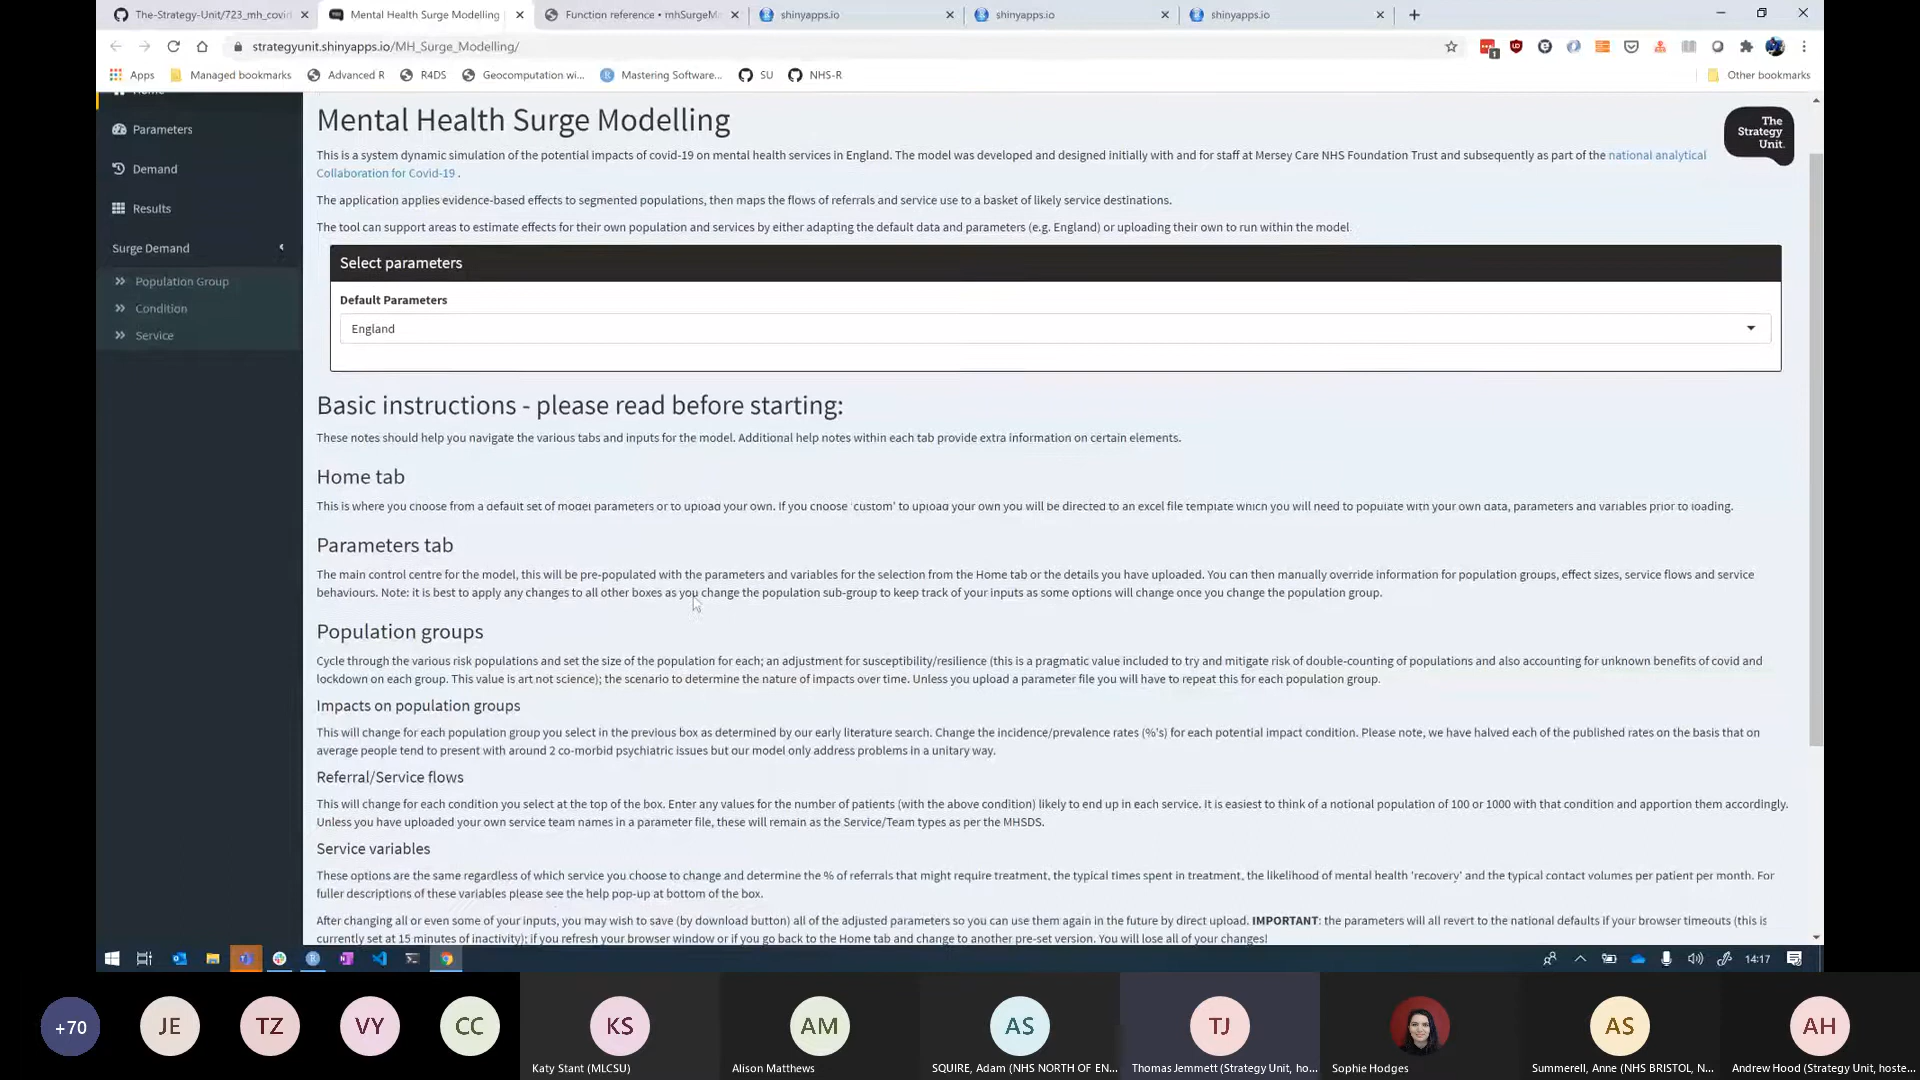 The-Strategy-Unit/723_mh_covi
Mental Health Surge Modelling
Function reference • mhSurgeM
shinyapps.io
shinyapps.io
shinyapps.io
strategyunit.shinyapps.io/MH_Surge_Modelling/
Apps
Managed bookmarks
Advanced R
R4DS
Geocomputation wi...
Mastering Software...
SU
NHS-R
Other bookmarks
Home
Parameters
Demand
Results
Surge Demand
Population Group
Condition
Service
The
Strategy
Unit.
Mental Health Surge Modelling
This is a system dynamic simulation of the potential impacts of covid-19 on mental health services in England. The model was developed and designed initially with and for staff at Mersey Care NHS Foundation Trust and subsequently as part of the national analytical
Collaboration for Covid-19 .
The application applies evidence-based effects to segmented populations, then maps the flows of referrals and service use to a basket of likely service destinations.
The tool can support areas to estimate effects for their own population and services by either adapting the default data and parameters (e.g. England) or uploading their own to run within the model.
Select parameters
Default Parameters
England
Basic instructions - please read before starting:
These notes should help you navigate the various tabs and inputs for the model. Additional help notes within each tab provide extra information on certain elements.
Home tab
This is where you choose from a default set of model parameters or to upload your own. If you choose 'custom' to upload your own you will be directed to an excel file template which you will need to populate with your own data, parameters and variables prior to loading.
Parameters tab
The main control centre for the model, this will be pre-populated with the parameters and variables for the selection from the Home tab or the details you have uploaded. You can then manually override information for population groups, effect sizes, service flows and service
behaviours. Note: it is best to apply any changes to all other boxes as you change the population sub-group to keep track of your inputs as some options will change once you change the population group.
Population groups
Cycle through the various risk populations and set the size of the population for each; an adjustment for susceptibility/resilience (this is a pragmatic value included to try and mitigate risk of double-counting of populations and also accounting for unknown benefits of covid and
lockdown on each group. This value is art not science); the scenario to determine the nature of impacts over time. Unless you upload a parameter file you will have to repeat this for each population group.
Impacts on population groups
This will change for each population group you select in the previous box as determined by our early literature search. Change the incidence/prevalence rates (%'s) for each potential impact condition. Please note, we have halved each of the published rates on the basis that on
average people tend to present with around 2 co-morbid psychiatric issues but our model only address problems in a unitary way.
Referral/Service flows
This will change for each condition you select at the top of the box. Enter any values for the number of patients (with the above condition) likely to end up in each service. It is easiest to think of a notional population of 100 or 1000 with that condition and apportion them accordingly.
Unless you have uploaded your own service team names in a parameter file, these will remain as the Service/Team types as per the MHSDS.
Service variables
These options are the same regardless of which service you choose to change and determine the % of referrals that might require treatment, the typical times spent in treatment, the likelihood of mental health 'recovery' and the typical contact volumes per patient per month. For
fuller descriptions of these variables please see the help pop-up at bottom of the box.
After changing all or even some of your inputs, you may wish to save (by download button) all of the adjusted parameters so you can use them again in the future by direct upload. IMPORTANT: the parameters will all revert to the national defaults if your browser timeouts (this is
currently set at 15 minutes of inactivity); if you refresh your browser window or if you go back to the Home tab and change to another pre-set version. You will lose all of your changes!
14:17
+70
JE
TZ
VY
CC
KS
AM
AS
TJ
AS
AH
Katy Stant (MLCSU)
Alison Matthews
SQUIRE, Adam (NHS NORTH OF EN...
Thomas Jemmett (Strategy Unit, ho...
Sophie Hodges
Summerell, Anne (NHS BRISTOL, N...
Andrew Hood (Strategy Unit, hoste...